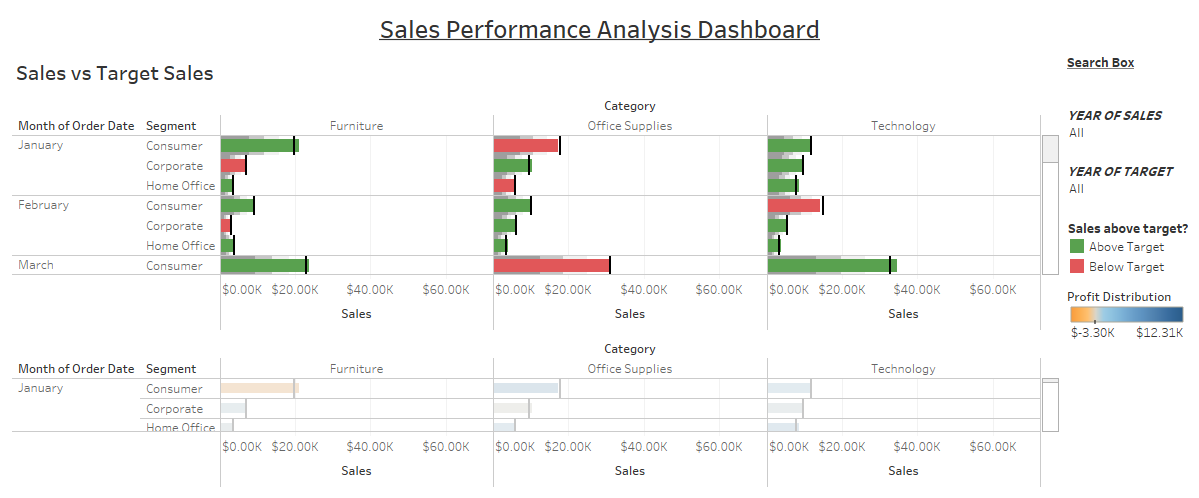 Sales Performance Analysis Dashboard
Sales vs Target Sales
Search Box
YEAR OF SALES
All
YEAR OF TARGET
All
Sales above target?
Above Target
Below Target
Profit Distribution
$-3.30K $12.31K
Category
Month of Order Date Segment Furniture Office Supplies Technology
January Consumer
Corporate
Home Office
February Consumer
Corporate
Home Office
March Consumer
$0.00K $20.00K $40.00K $60.00K $0.00K $20.00K $40.00K $60.00K $0.00K $20.00K $40.00K $60.00K
Sales Sales Sales
Category
Month of Order Date Segment Furniture Office Supplies Technology
January Consumer
Corporate
Home Office
$0.00K $20.00K $40.00K $60.00K $0.00K $20.00K $40.00K $60.00K $0.00K $20.00K $40.00K $60.00K
Sales Sales Sales